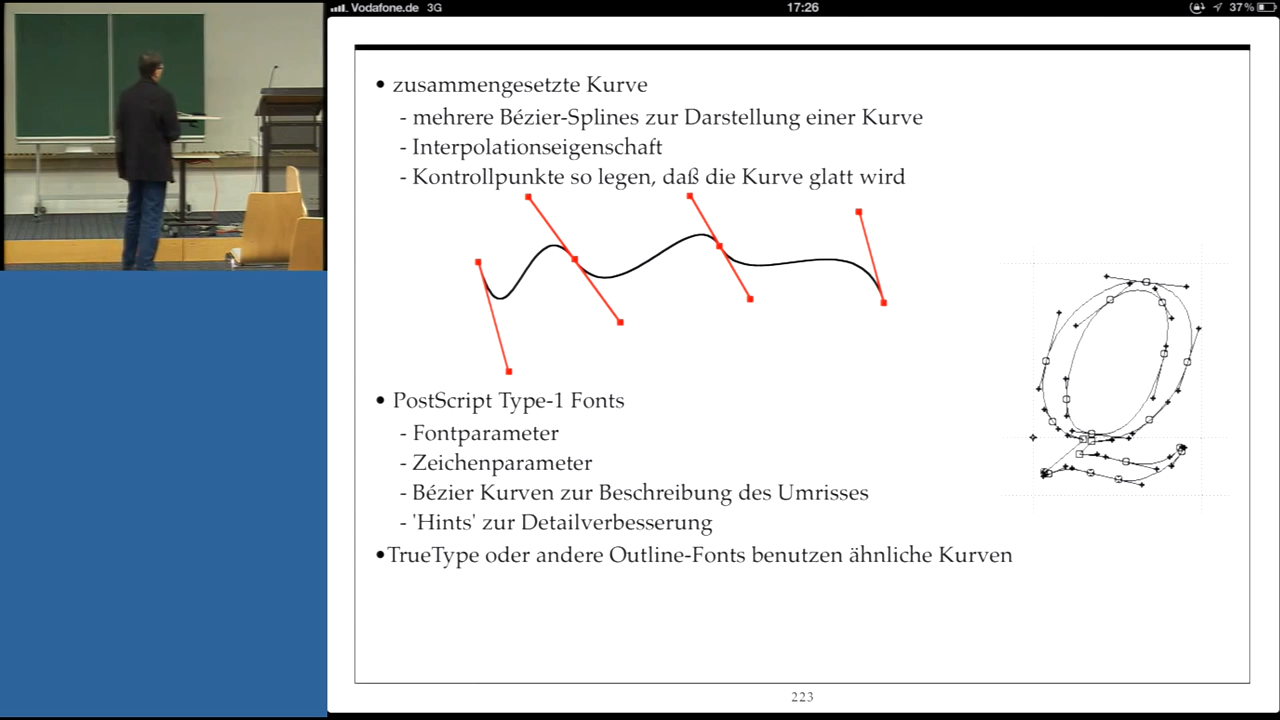 Vodafone.de 3G 17:26 37%
• zusammengesetzte Kurve
- mehrere Bézier-Splines zur Darstellung einer Kurve
- Interpolationseigenschaft
- Kontrollpunkte so legen, daß die Kurve glatt wird
• PostScript Type-1 Fonts
- Fontparameter
- Zeichenparameter
- Bézier Kurven zur Beschreibung des Umrisses
- 'Hints' zur Detailverbesserung
•TrueType oder andere Outline-Fonts benutzen ähnliche Kurven
223